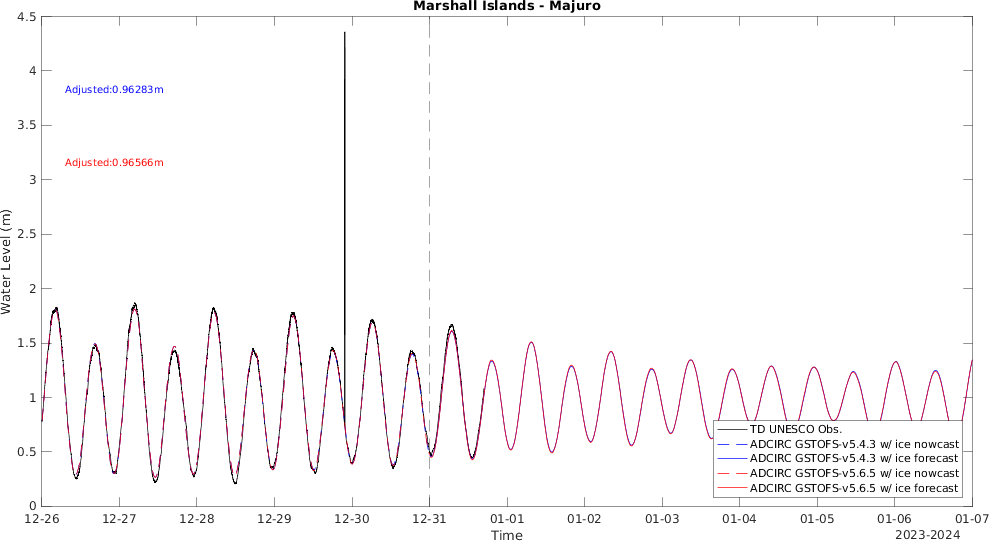 Marshall Islands - Majuro
4.5
4
3.5
3
2.5
2
1.5
1
0.5
0
Water Level (m)
Adjusted:0.96283m
Adjusted:0.96566m
TD UNESCO Obs.
ADCIRC GSTOFS-v5.4.3 w/ ice nowcast
ADCIRC GSTOFS-v5.4.3 w/ ice forecast
ADCIRC GSTOFS-v5.6.5 w/ ice nowcast
ADCIRC GSTOFS-v5.6.5 w/ ice forecast
12-26 12-27 12-28 12-29 12-30 12-31 01-01 01-02 01-03 01-04 01-05 01-06 01-07
Time
2023-2024